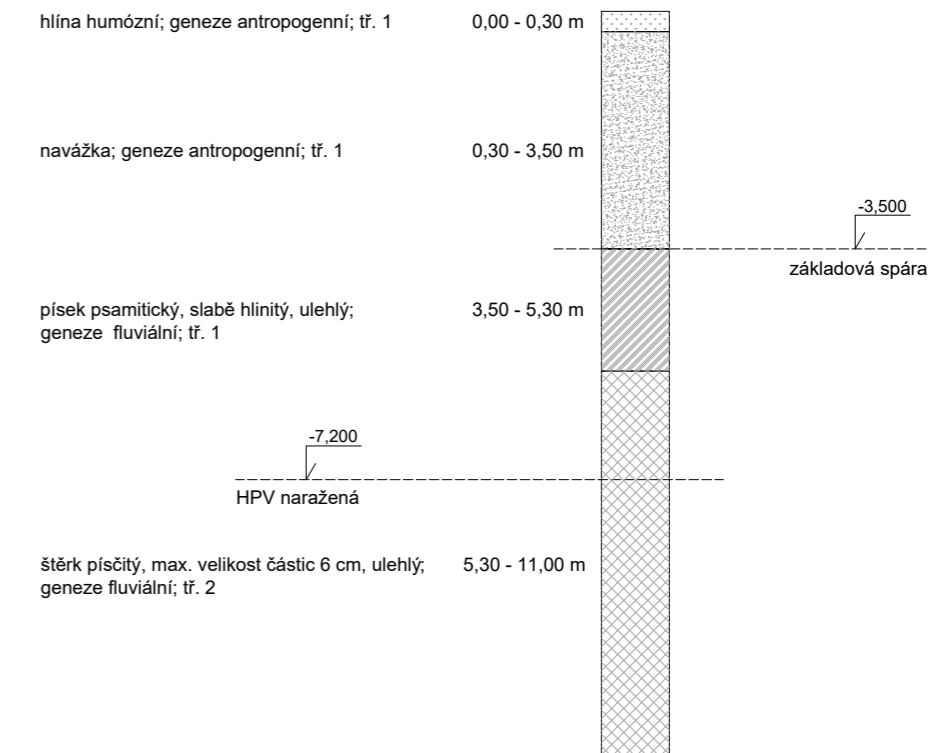 hlína humózní; geneze antropogenní; tř. 1 0,00 - 0,30 m
navážka; geneze antropogenní; tř. 1 0,30 - 3,50 m
-3,500
základová spára
písek psamitický, slabě hlinitý, ulehlý; 3,50 - 5,30 m
geneze fluviální; tř. 1
-7,200
HPV naražená
štěrk písčitý, max. velikost částic 6 cm, ulehlý; 5,30 - 11,00 m
geneze fluviální; tř. 2